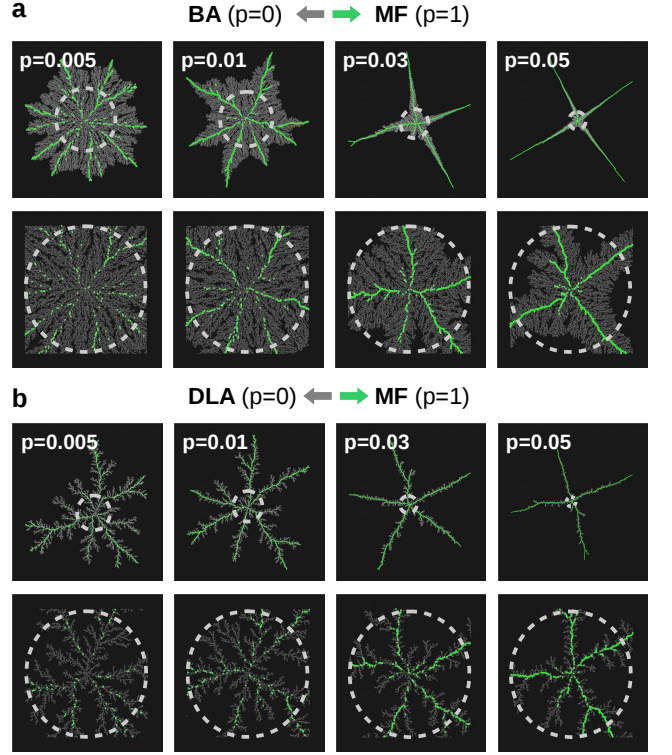 a
BA (p=0) MF (p=1)
p=0.005 p=0.01 p=0.03 p=0.05
b
DLA (p=0) MF (p=1)
p=0.005 p=0.01 p=0.03 p=0.05